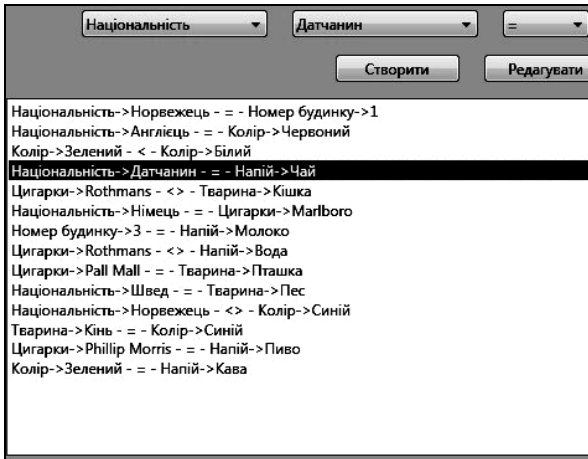 Національність Датчанин =
Створити Редагувати
Національність->Норвежець - = - Номер будинку->1
Національність->Англієць - = - Колір->Червоний
Колір->Зелений - < - Колір->Білий
Національність->Датчанин - = - Напій->Чай
Цигарки->Rothmans - <> - Тварина->Кішка
Національність->Німець - = - Цигарки->Marlboro
Номер будинку->3 - = - Напій->Молоко
Цигарки->Rothmans - <> - Напій->Вода
Цигарки->Pall Mall - = - Тварина->Пташка
Національність->Швед - = - Тварина->Пес
Національність->Норвежець - <> - Колір->Синій
Тварина->Кінь - = - Колір->Синій
Цигарки->Phillip Morris - = - Напій->Пиво
Колір->Зелений - = - Напій->Кава